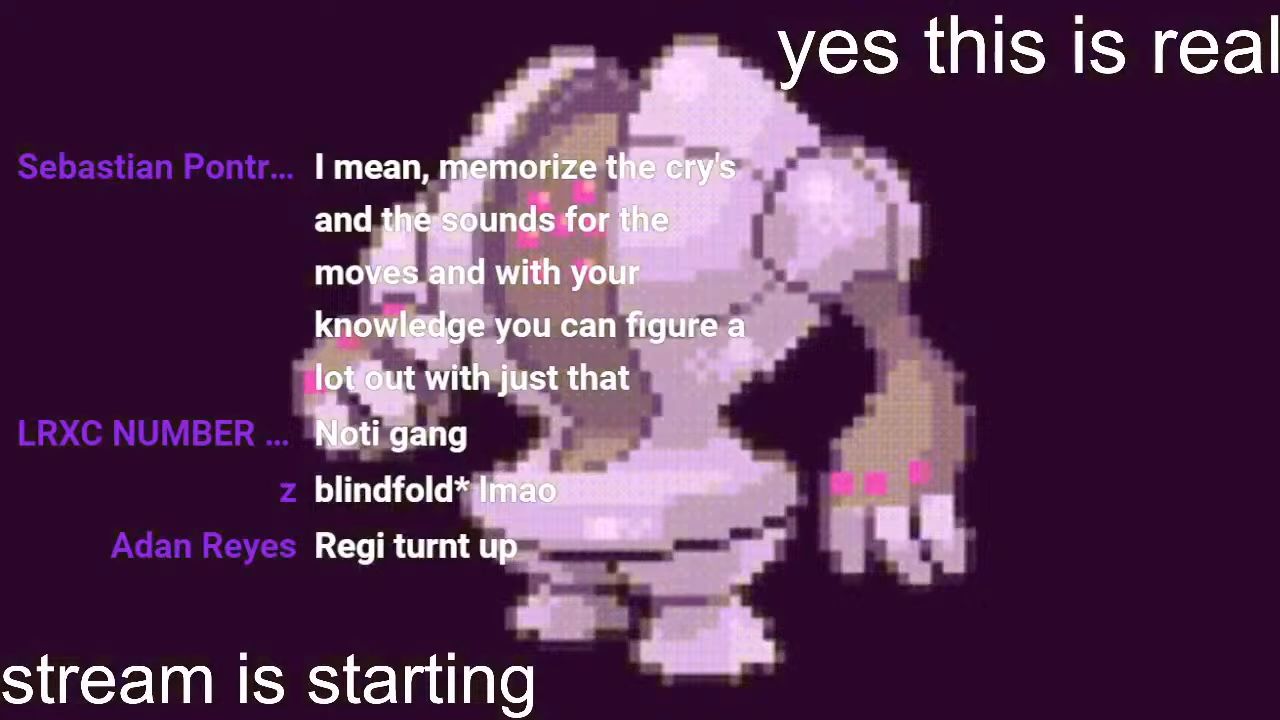 yes this is real
Sebastian Pontr... I mean, memorize the cry's
and the sounds for the
moves and with your
knowledge you can figure a
lot out with just that
LRXC NUMBER ... Noti gang
z blindfold* lmao
Adan Reyes Regi turnt up
stream is starting